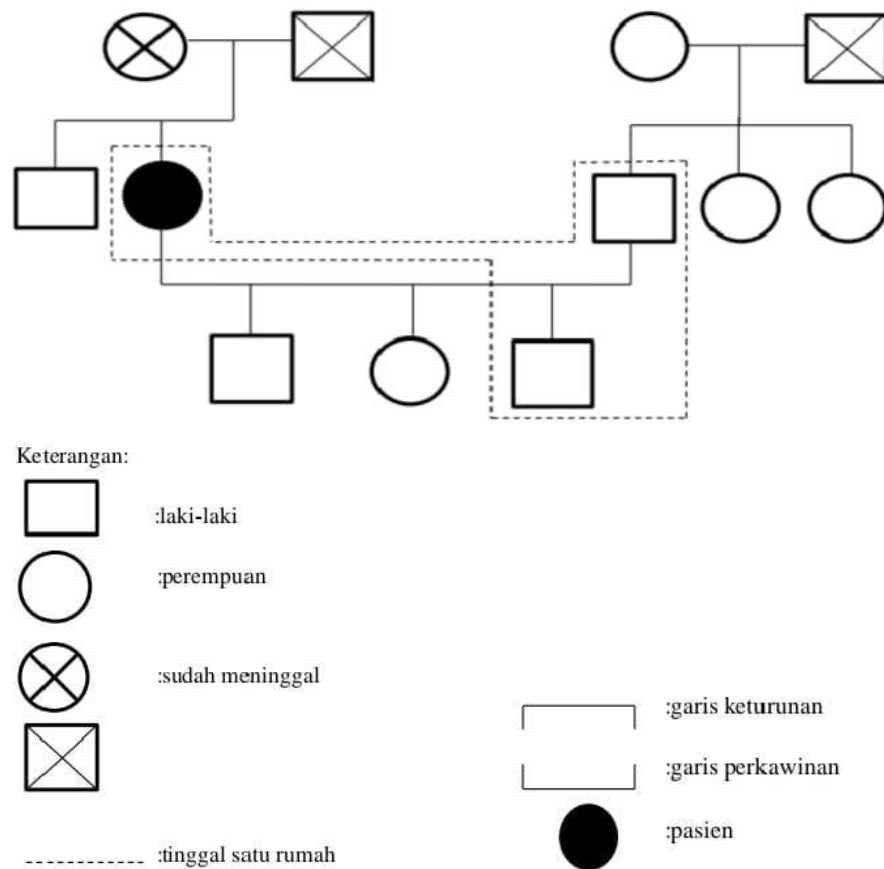 Keterangan:
:laki-laki
:perempuan
:sudah meninggal
:garis keturunan
:garis perkawinan
:pasien
:tinggal satu rumah